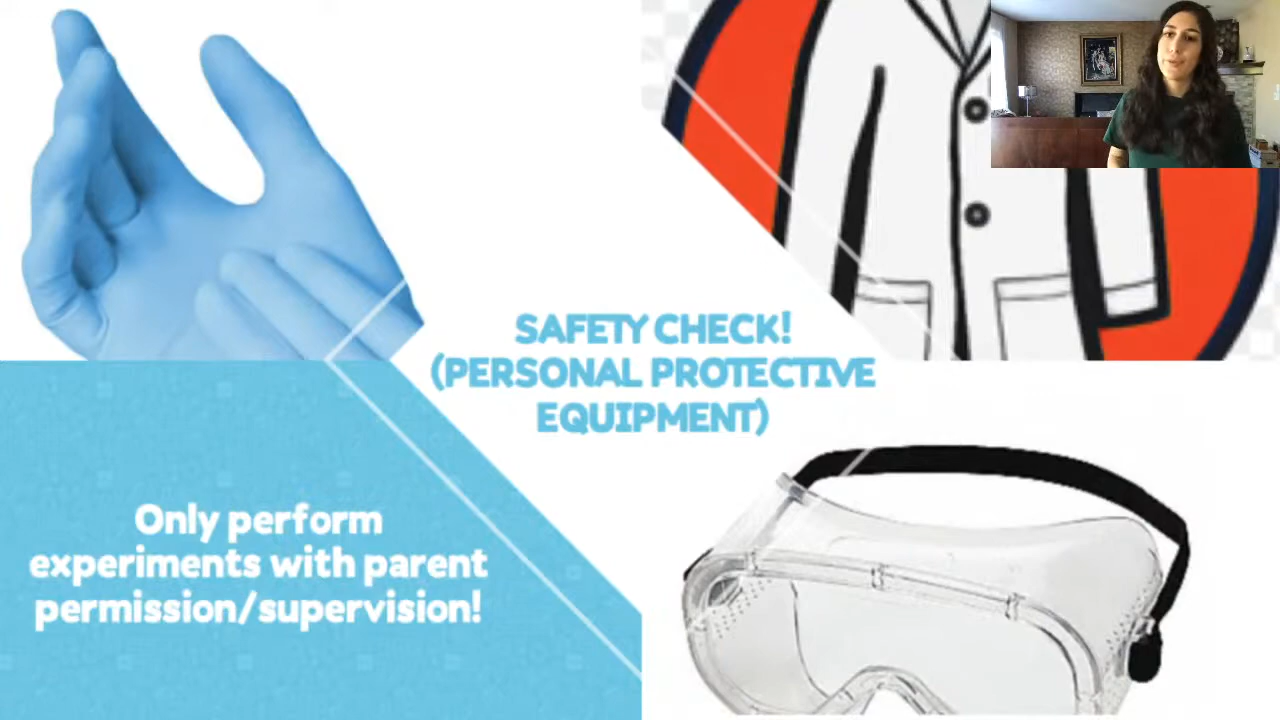 SAFETY CHECK!
(PERSONAL PROTECTIVE
EQUIPMENT)
Only perform
experiments with parent
permission/supervision!